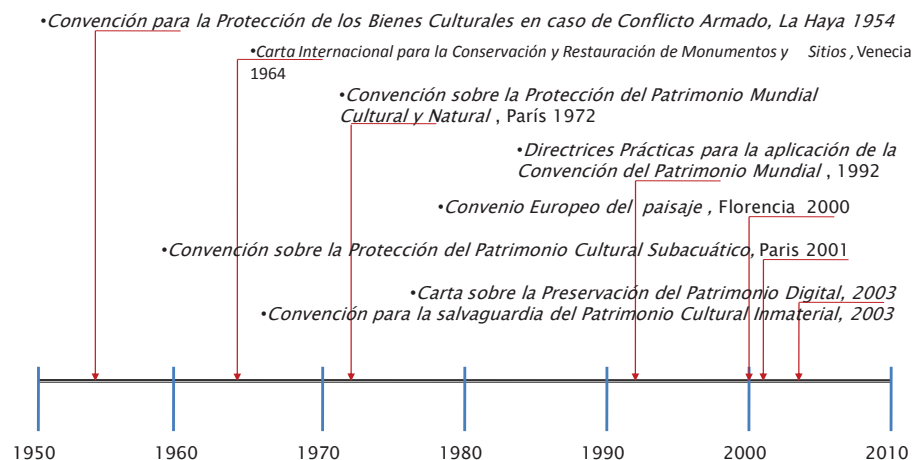 •Convención para la Protección de los Bienes Culturales en caso de Conflicto Armado, La Haya 1954
•Carta Internacional para la Conservación y Restauración de Monumentos y Sitios , Venecia
1964
•Convención sobre la Protección del Patrimonio Mundial
Cultural y Natural , París 1972
•Directrices Prácticas para la aplicación de la
Convención del Patrimonio Mundial , 1992
•Convenio Europeo del paisaje , Florencia 2000
•Convención sobre la Protección del Patrimonio Cultural Subacuático, Paris 2001
•Carta sobre la Preservación del Patrimonio Digital, 2003
•Convención para la salvaguardia del Patrimonio Cultural Inmaterial, 2003
1950 1960 1970 1980 1990 2000 2010